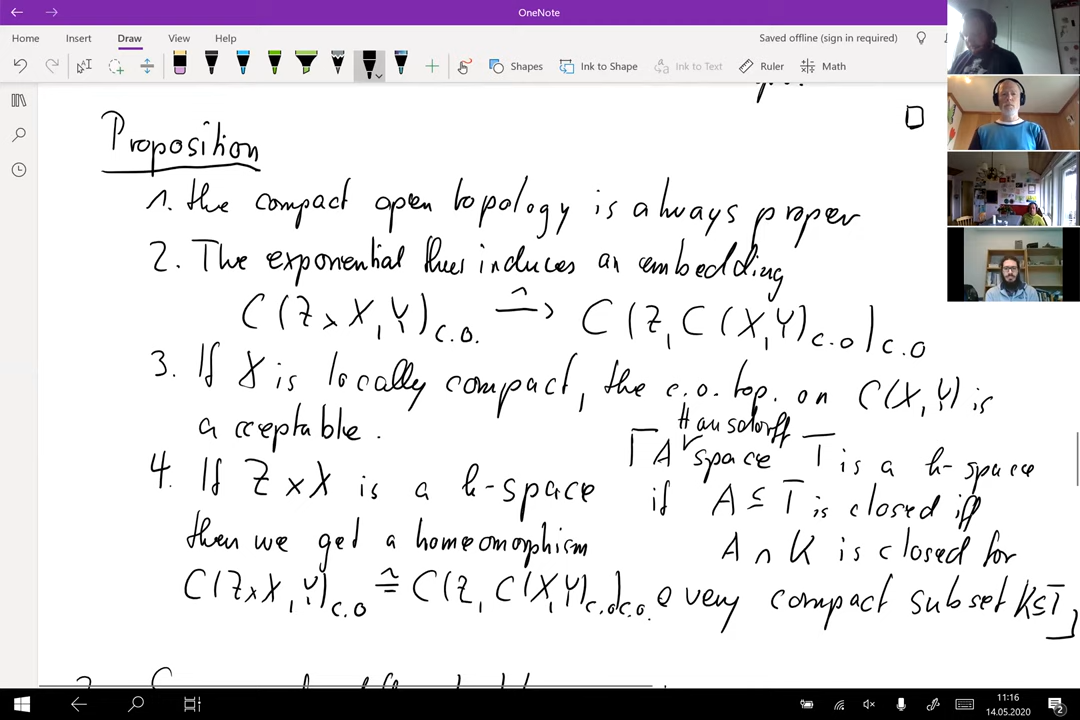 OneNote
Home Insert Draw View Help
Saved offline (sign in required)
Shapes Ink to Shape Ink to Text Ruler Math
Proposition
1. the compact open topology is always proper
2. The exponential thus induces an embedding
C(Z×X,Y)c.o. ^→ C(Z,C(X,Y)c.o)c.o
3. If X is locally compact, the c.o. top. on C(X,Y) is
acceptable.
4. If Z×X is a k-space
then we get a homeomorphism
C(Z×X,Y)c.o ≅ C(Z,C(X,Y)c.o)c.o.
⌈A Hausdorff space T is a k-space
if A ⊆ T is closed iff
A ∩ K is closed for
every compact subset K⊆T⌋
11:16
14.05.2020
2